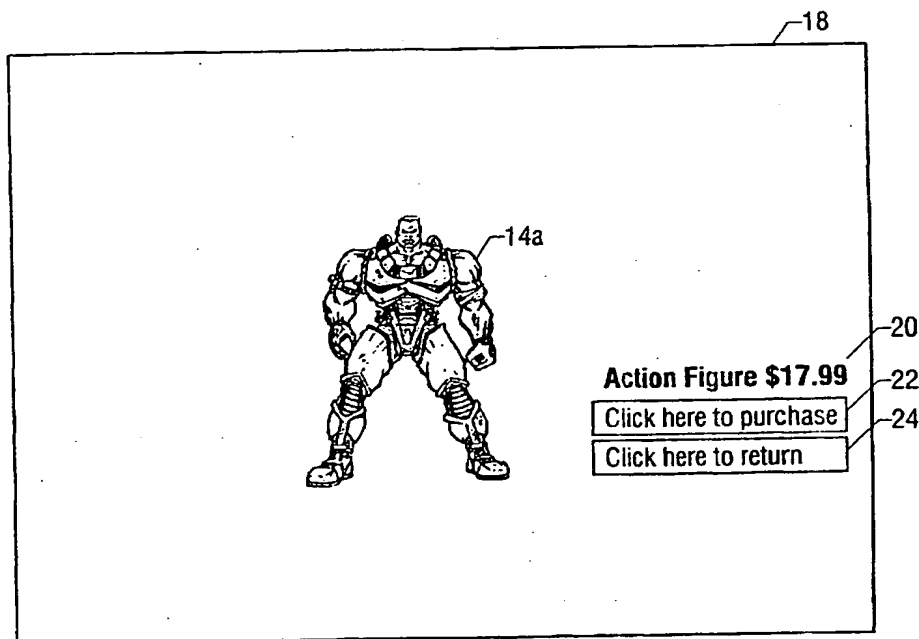 18
14a
20
Action Figure $17.99
22
Click here to purchase
24
Click here to return